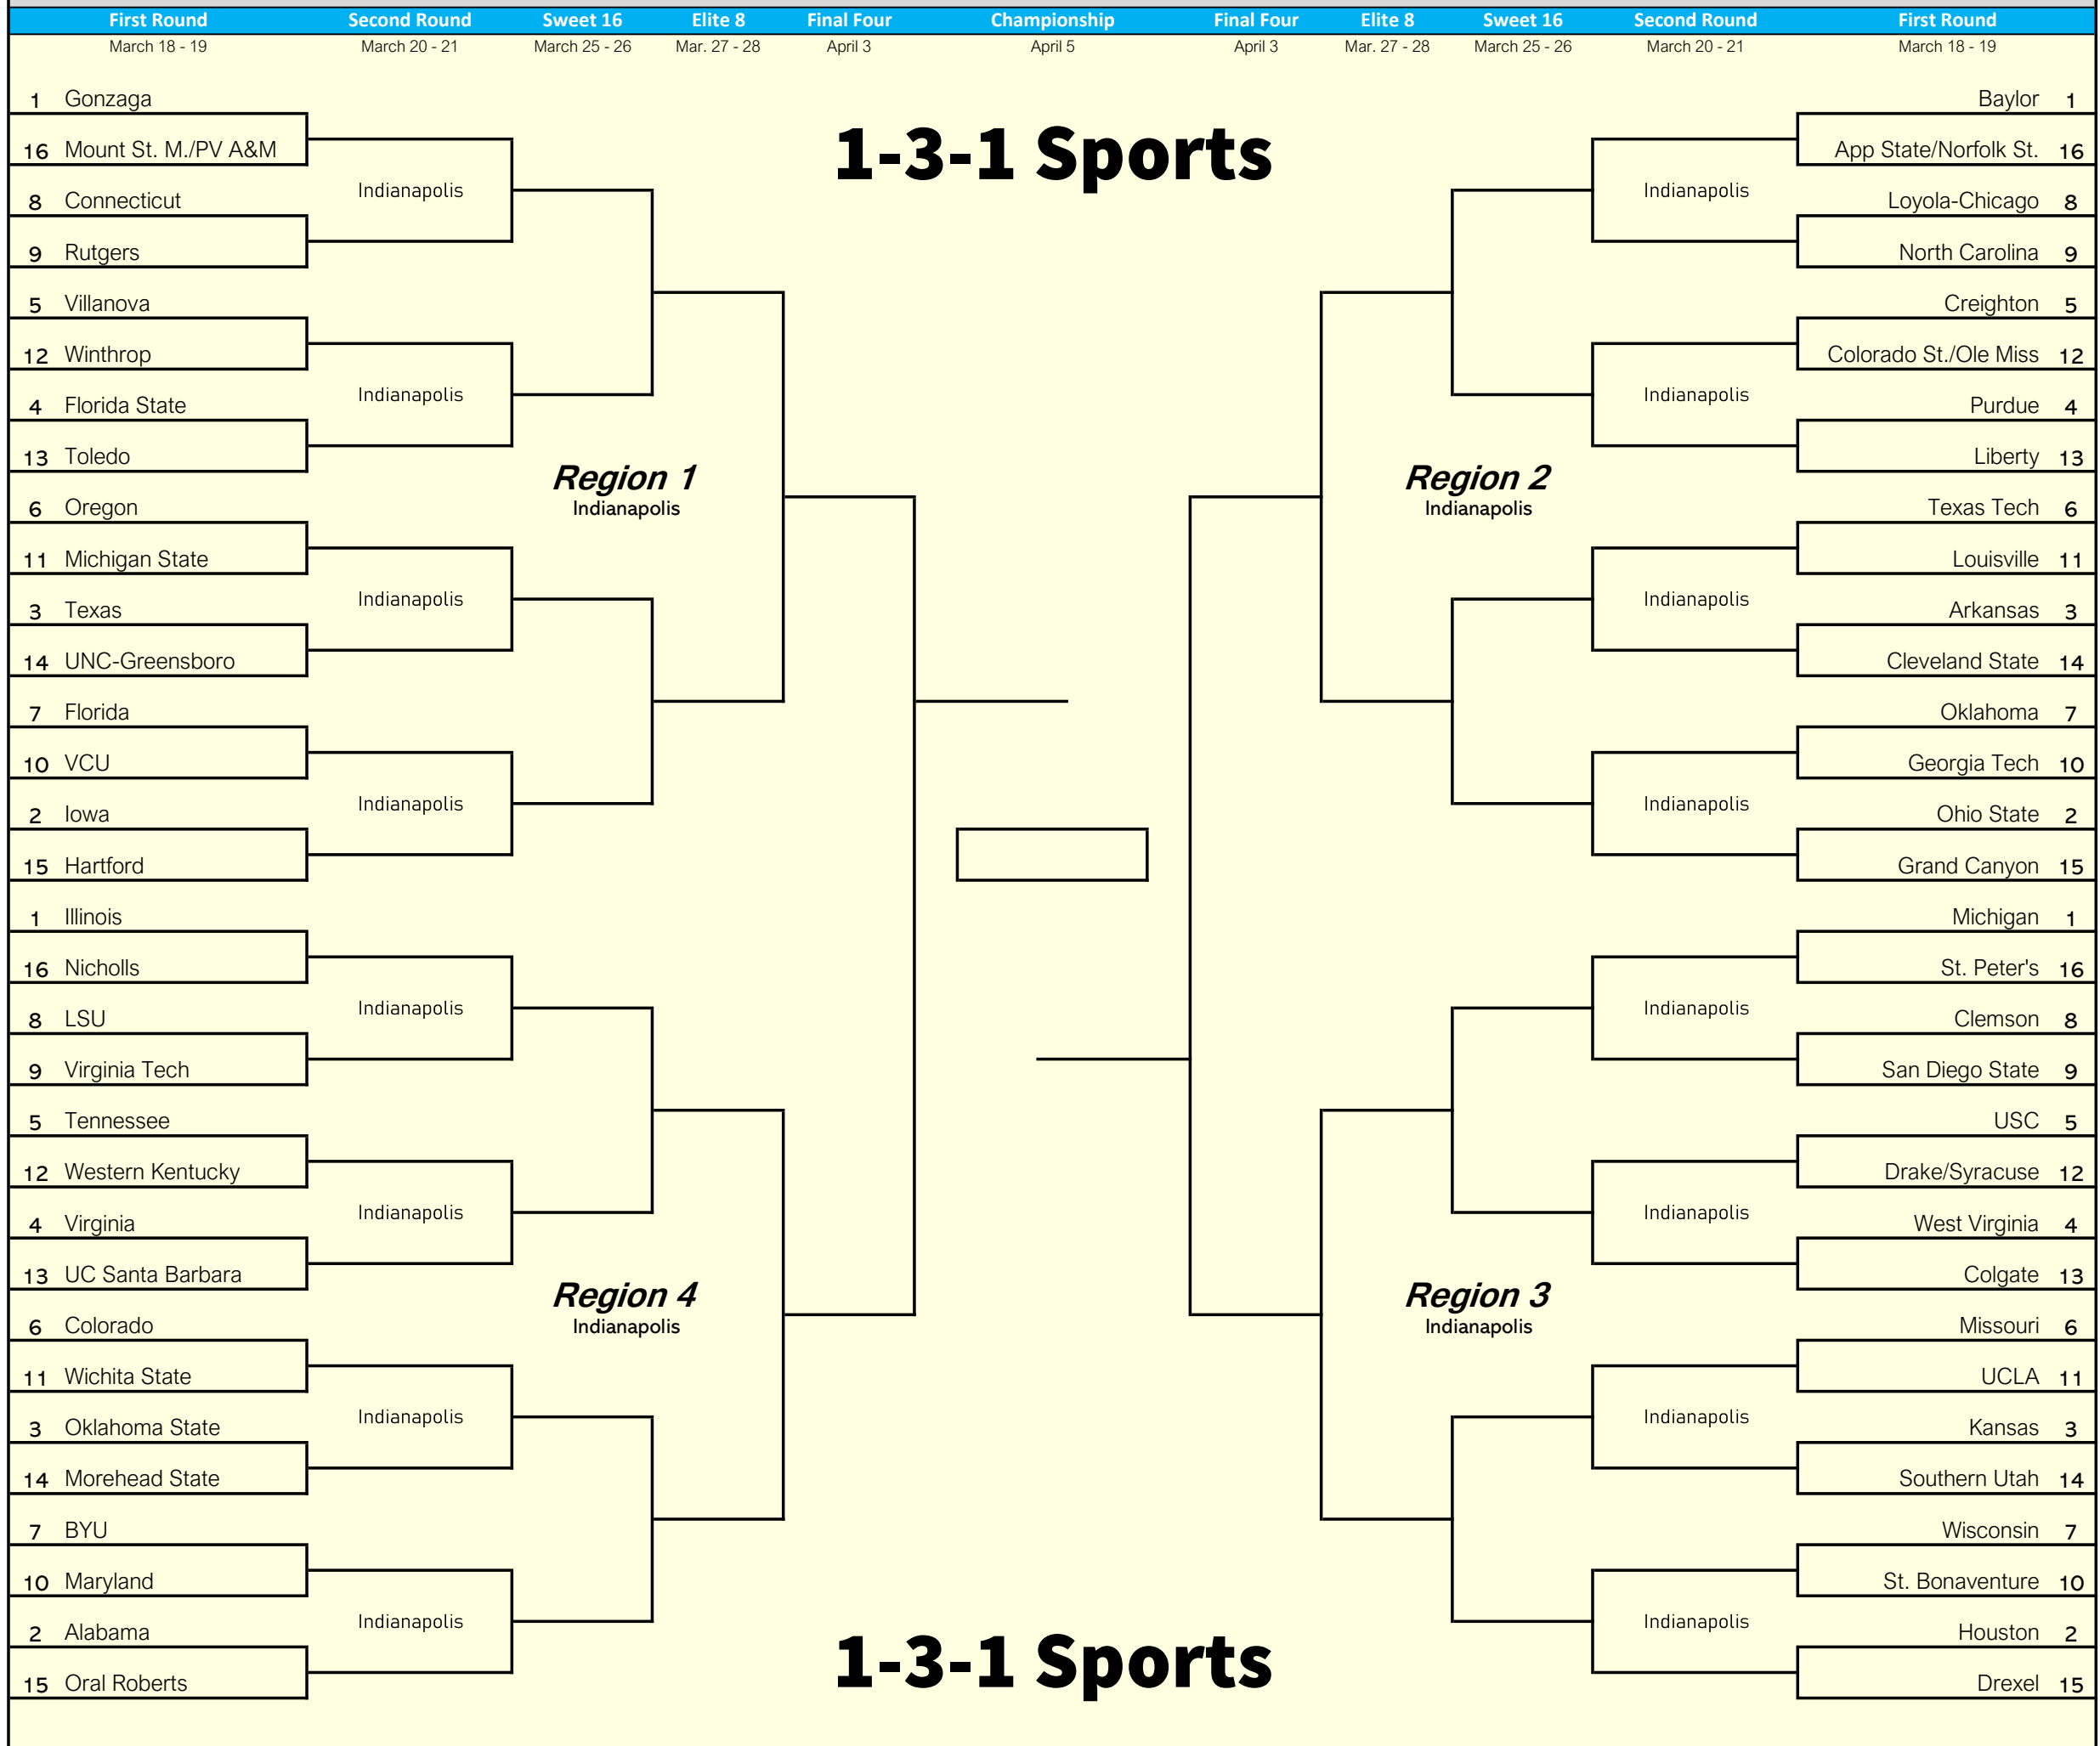 First Round Second Round Sweet 16 Elite 8 Final Four Championship Final Four Elite 8 Sweet 16 Second Round First Round
March 18 - 19 March 20 - 21 March 25 - 26 Mar. 27 - 28 April 3 April 5 April 3 Mar. 27 - 28 March 25 - 26 March 20 - 21 March 18 - 19
1-3-1 Sports
1 Gonzaga
16 Mount St. M./PV A&M
Indianapolis
8 Connecticut
9 Rutgers
5 Villanova
12 Winthrop
Indianapolis
4 Florida State
13 Toledo
Region 1
Indianapolis
6 Oregon
11 Michigan State
Indianapolis
3 Texas
14 UNC-Greensboro
7 Florida
10 VCU
Indianapolis
2 Iowa
15 Hartford
1 Illinois
16 Nicholls
Indianapolis
8 LSU
9 Virginia Tech
5 Tennessee
12 Western Kentucky
Indianapolis
4 Virginia
13 UC Santa Barbara
Region 4
Indianapolis
6 Colorado
11 Wichita State
Indianapolis
3 Oklahoma State
14 Morehead State
7 BYU
10 Maryland
Indianapolis
2 Alabama
15 Oral Roberts
Baylor 1
App State/Norfolk St. 16
Indianapolis
Loyola-Chicago 8
North Carolina 9
Creighton 5
Colorado St./Ole Miss 12
Indianapolis
Purdue 4
Liberty 13
Region 2
Indianapolis
Texas Tech 6
Louisville 11
Indianapolis
Arkansas 3
Cleveland State 14
Oklahoma 7
Georgia Tech 10
Indianapolis
Ohio State 2
Grand Canyon 15
Michigan 1
St. Peter's 16
Indianapolis
Clemson 8
San Diego State 9
USC 5
Drake/Syracuse 12
Indianapolis
West Virginia 4
Colgate 13
Region 3
Indianapolis
Missouri 6
UCLA 11
Indianapolis
Kansas 3
Southern Utah 14
Wisconsin 7
St. Bonaventure 10
Indianapolis
Houston 2
Drexel 15
1-3-1 Sports